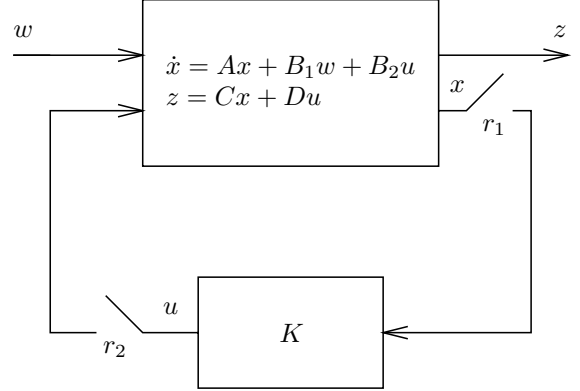 w
z
ẋ = Ax + B₁w + B₂u
z = Cx + Du
x
r₁
u
r₂
K